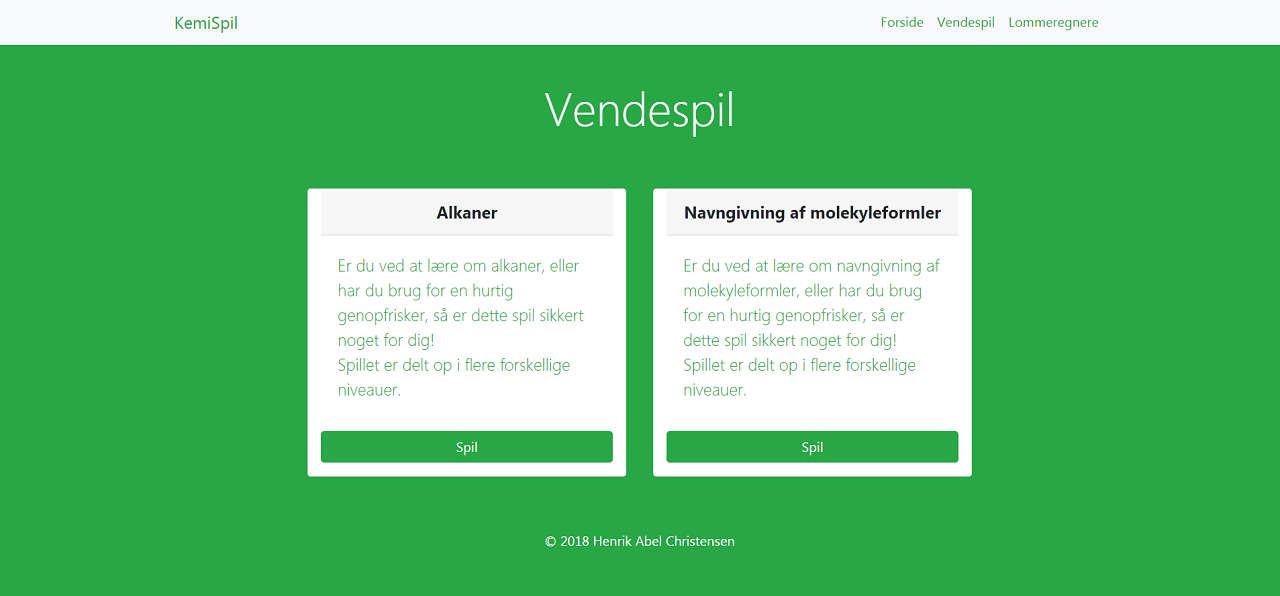 KemiSpil
Forside Vendespil Lommeregnere
Vendespil
Alkaner
Er du ved at lære om alkaner, eller
har du brug for en hurtig
genopfrisker, så er dette spil sikkert
noget for dig!
Spillet er delt op i flere forskellige
niveauer.
Spil
Navngivning af molekyleformler
Er du ved at lære om navngivning af
molekyleformler, eller har du brug
for en hurtig genopfrisker, så er
dette spil sikkert noget for dig!
Spillet er delt op i flere forskellige
niveauer.
Spil
© 2018 Henrik Abel Christensen